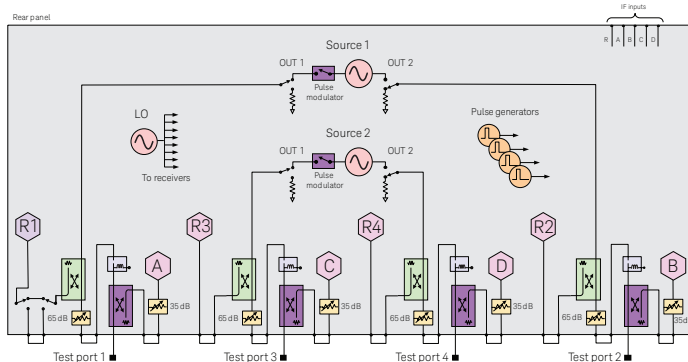 IF inputs
Rear panel
R A B C D
Source 1
OUT 1
OUT 2
Pulse
modulator
LO
To receivers
Pulse generators
Source 2
OUT 1
OUT 2
Pulse
modulator
R1
R3
R4
R2
A
C
D
B
65 dB
35 dB
65 dB
35 dB
65 dB
35 dB
65 dB
35d
Test port 1
Test port 3
Test port 4
Test port 2